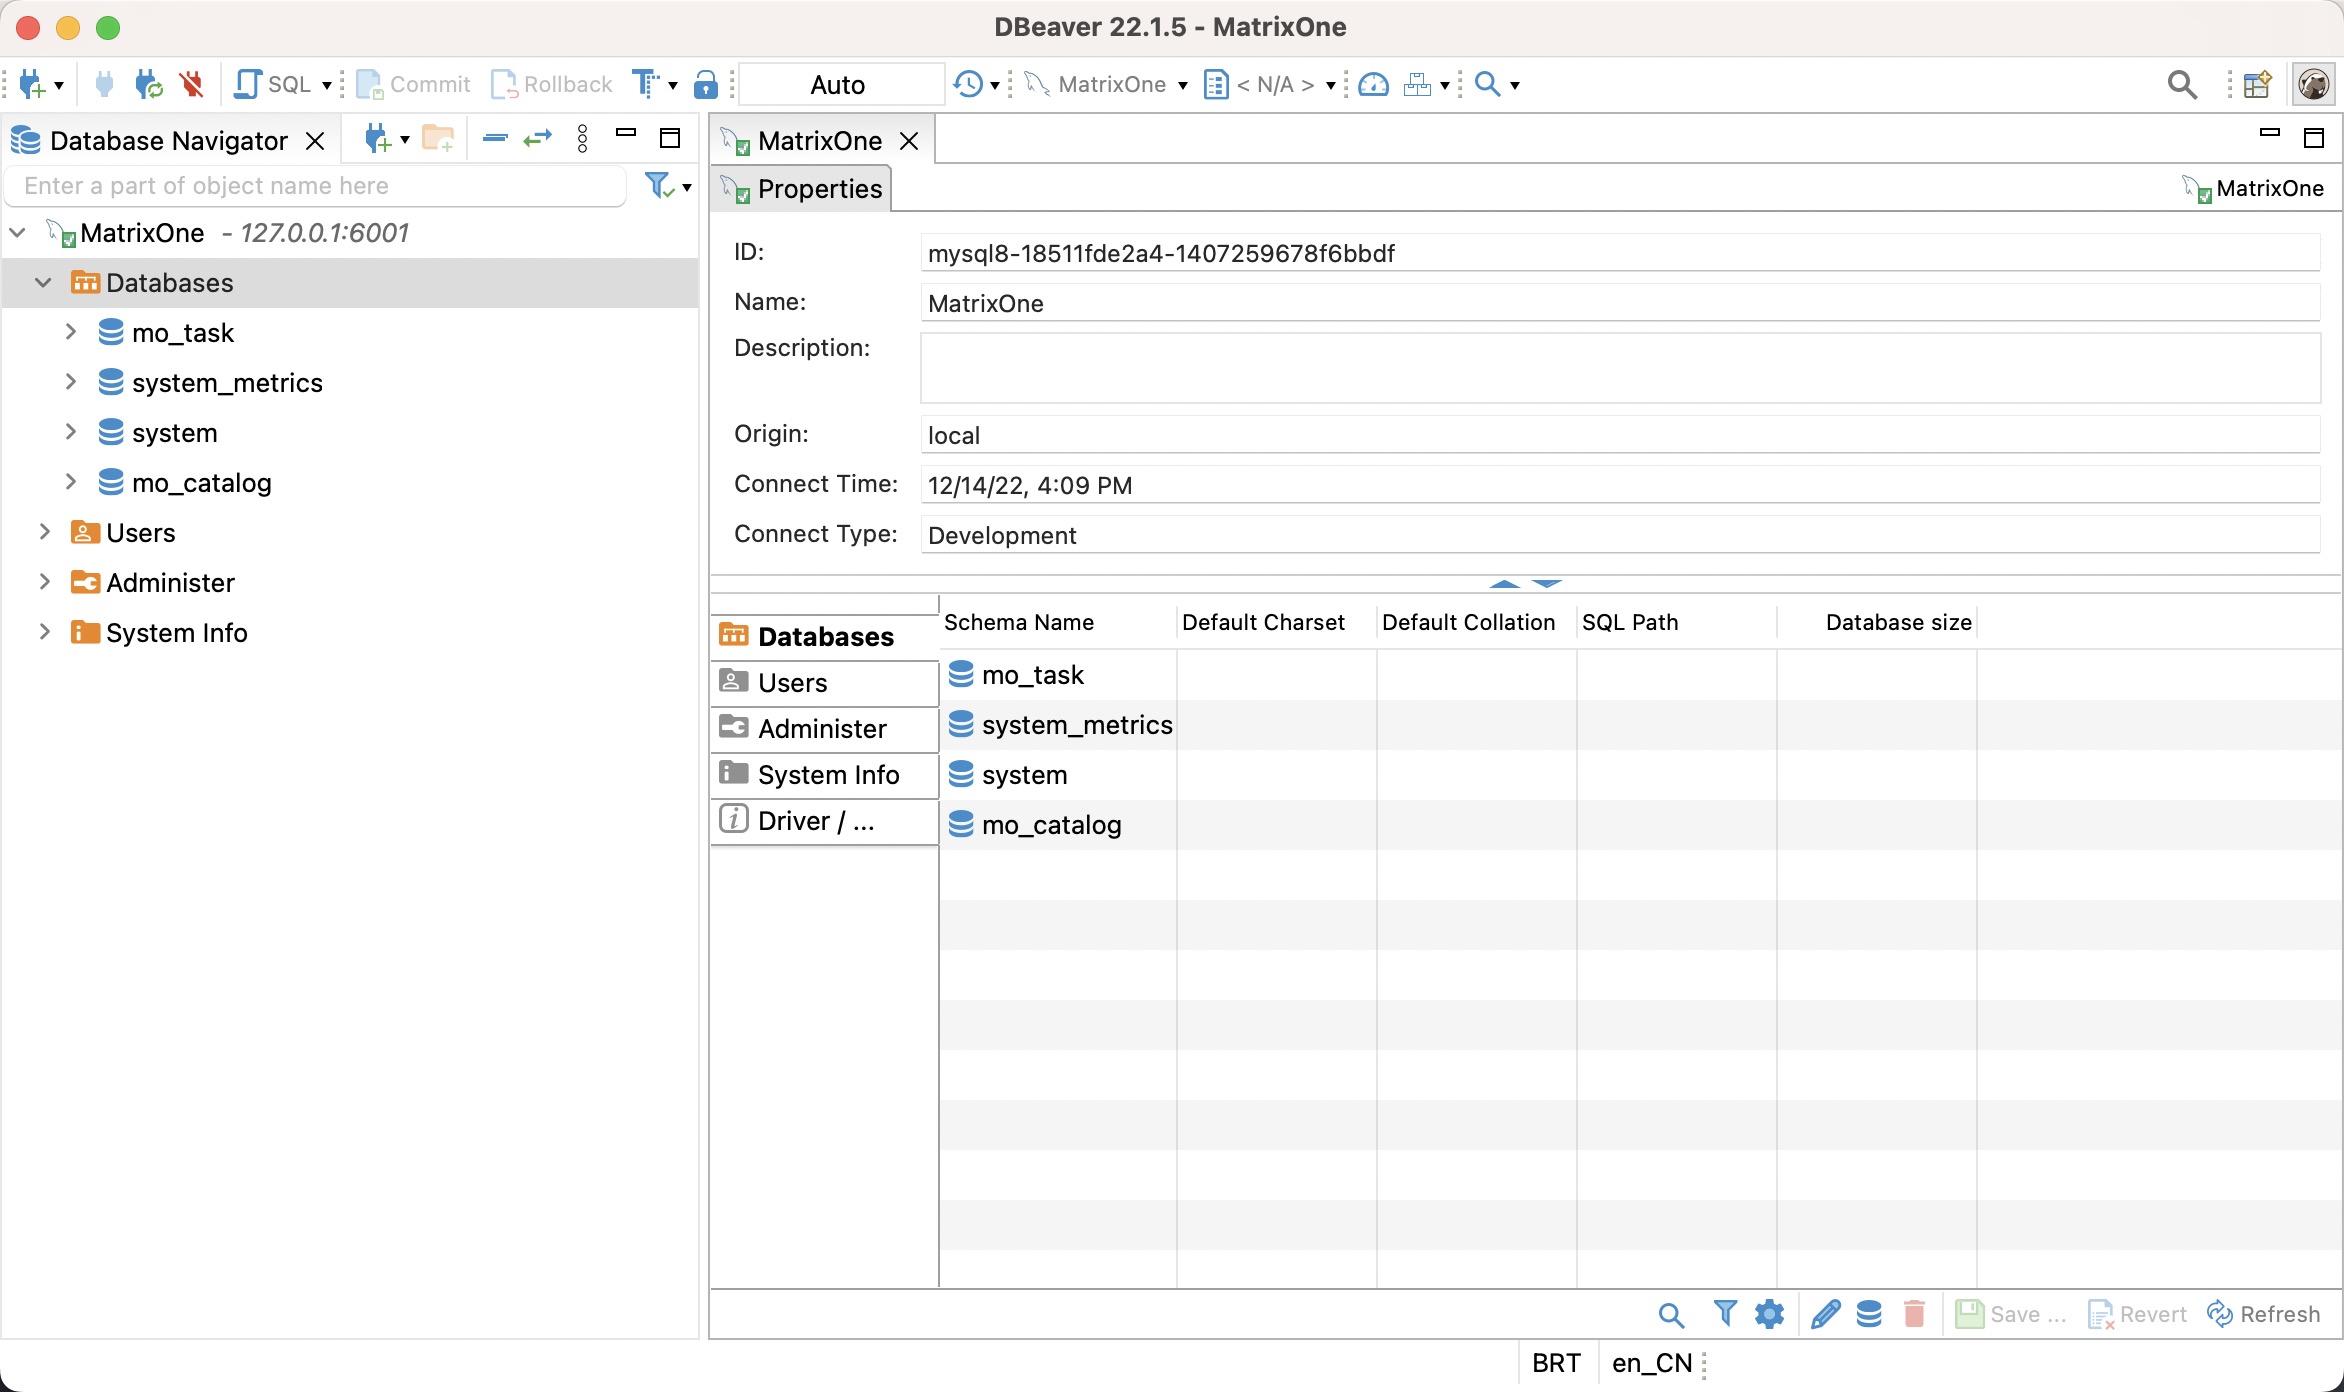 DBeaver 22.1.5 - MatrixOne
SQL Commit Rollback Auto MatrixOne < N/A >
Database Navigator
Enter a part of object name here
MatrixOne - 127.0.0.1:6001
Databases
mo_task
system_metrics
system
mo_catalog
Users
Administer
System Info
MatrixOne
Properties MatrixOne
ID: mysql8-18511fde2a4-1407259678f6bbdf
Name: MatrixOne
Description:
Origin: local
Connect Time: 12/14/22, 4:09 PM
Connect Type: Development
Databases
Users
Administer
System Info
Driver / ...
Schema Name Default Charset Default Collation SQL Path Database size
mo_task
system_metrics
system
mo_catalog
Save ... Revert Refresh
BRT en_CN